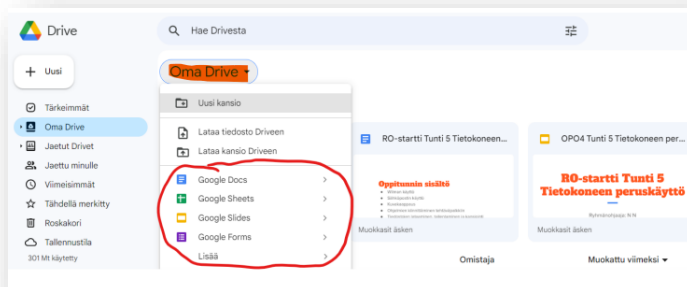 Drive
Hae Drivesta
Uusi
Oma Drive
Tärkeimmät
Oma Drive
Jaetut Drivet
Jaettu minulle
Viimeisimmät
Tähdellä merkitty
Roskakori
Tallennustila
301 Mt käytetty
Uusi kansio
Lataa tiedosto Driveen
Lataa kansio Driveen
Google Docs
Google Sheets
Google Slides
Google Forms
Lisää
RO-startti Tunti 5 Tietokoneen...
Oppitunnin sisältö
Muokkasit äsken
OPO4 Tunti 5 Tietokoneen per...
RO-startti Tunti 5
Tietokoneen peruskäyttö
Ryhmänohjaaja: N N
Muokkasit äsken
Omistaja
Muokattu viimeksi